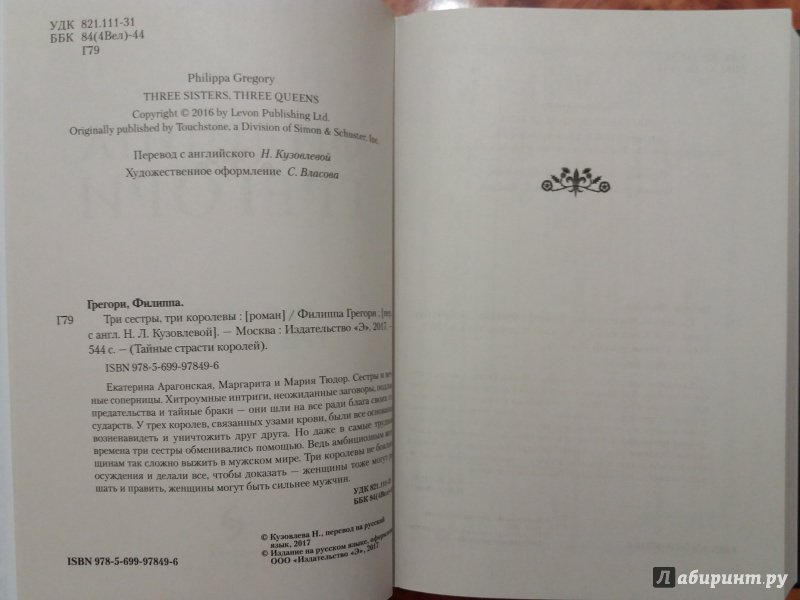 УДК 821.111-31
ББК 84(4Вел)-44
Г79
Philippa Gregory
THREE SISTERS, THREE QUEENS
Copyright © 2016 by Levon Publishing Ltd.
Originally published by Touchstone, a Division of Simon & Schuster, Inc.
Перевод с английского Н. Кузовлевой
Художественное оформление С. Власова
Грегори, Филиппа.
Г79 Три сестры, три королевы : [роман] / Филиппа Грегори ; [пер.
с англ. Н. Л. Кузовлевой]. — Москва : Издательство «Э», 2017. —
544 с. — (Тайные страсти королей).
ISBN 978-5-699-97849-6
Екатерина Арагонская, Маргарита и Мария Тюдор. Сестры и
ные соперницы. Хитроумные интриги, неожиданные заговоры,
предательства и тайные браки — они шли на все ради блага своих
сударств. У трех королев, связанных узами крови, были все
возненавидеть и уничтожить друг друга. Но даже в самые
времена три сестры обменивались помощью. Ведь амбициозным
щинам так сложно выжить в мужском мире. Три королевы не
осуждения и делали все, чтобы доказать — женщины тоже могут
шать и править, женщины могут быть сильнее мужчин.
УДК 821.111-31
ББК 84(4Вел)-
© Кузовлева Н., перевод на русский
язык, 2017
© Издание на русском языке,
ООО «Издательство «Э», 2017
ISBN 978-5-699-97849-6
Лабиринт.ру